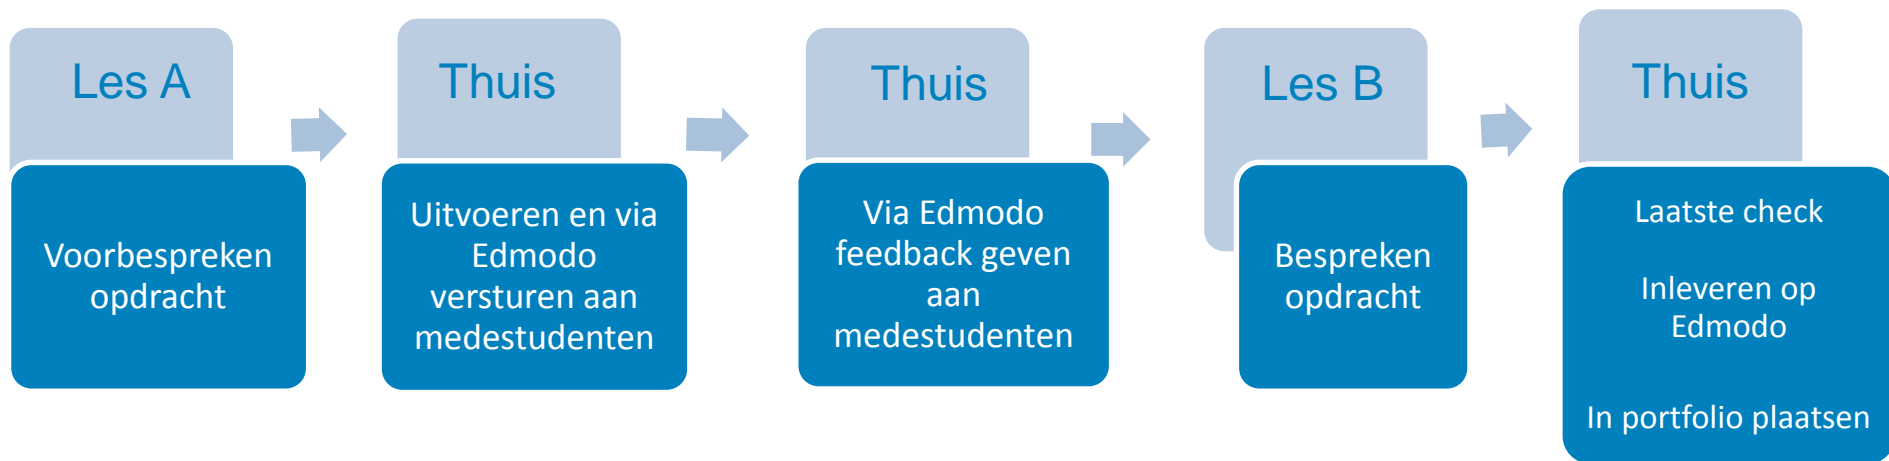 Les A
Voorbespreken
opdracht
Thuis
Uitvoeren en via
Edmodo
versturen aan
medestudenten
Thuis
Via Edmodo
feedback geven
aan
medestudenten
Les B
Bespreken
opdracht
Thuis
Laatste check
Inleveren op
Edmodo
In portfolio plaatsen